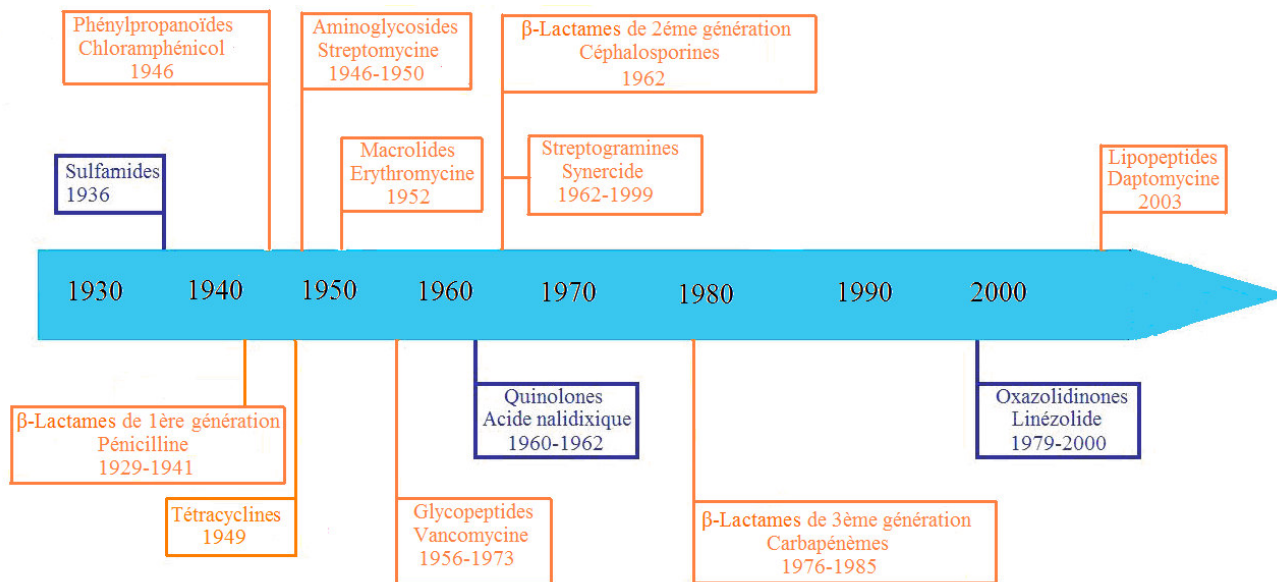 Phénylpropanoïdes
Chloramphénicol
1946
Aminoglycosides
Streptomycine
1946-1950
β-Lactames de 2éme génération
Céphalosporines
1962
Sulfamides
1936
Macrolides
Erythromycine
1952
Streptogramines
Synercide
1962-1999
Lipopeptides
Daptomycine
2003
1930 1940 1950 1960 1970 1980 1990 2000
β-Lactames de 1ère génération
Pénicilline
1929-1941
Quinolones
Acide nalidixique
1960-1962
Oxazolidinones
Linézolide
1979-2000
Tétracyclines
1949
Glycopeptides
Vancomycine
1956-1973
β-Lactames de 3ème génération
Carbapénèmes
1976-1985